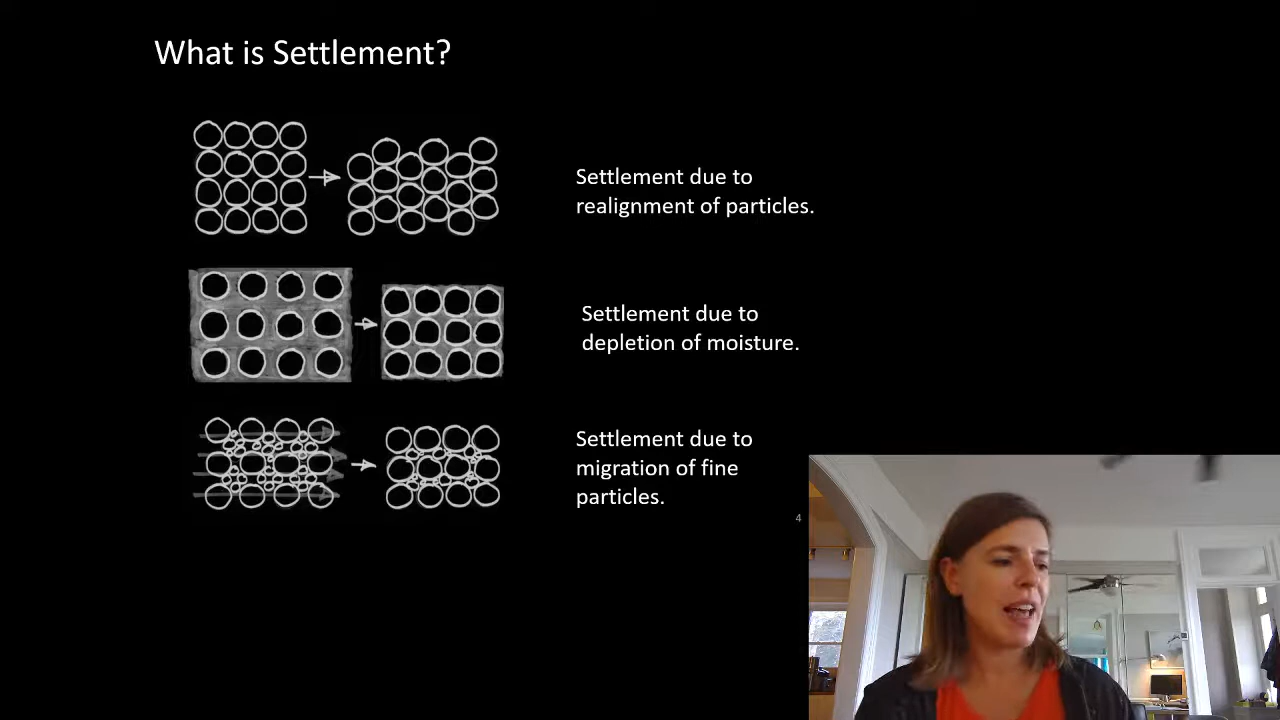 What is Settlement?
Settlement due to
realignment of particles.
Settlement due to
depletion of moisture.
Settlement due to
migration of fine
particles.
4